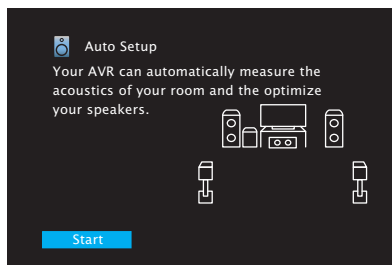 Auto Setup
Your AVR can automatically measure the
acoustics of your room and the optimize
your speakers.
Start